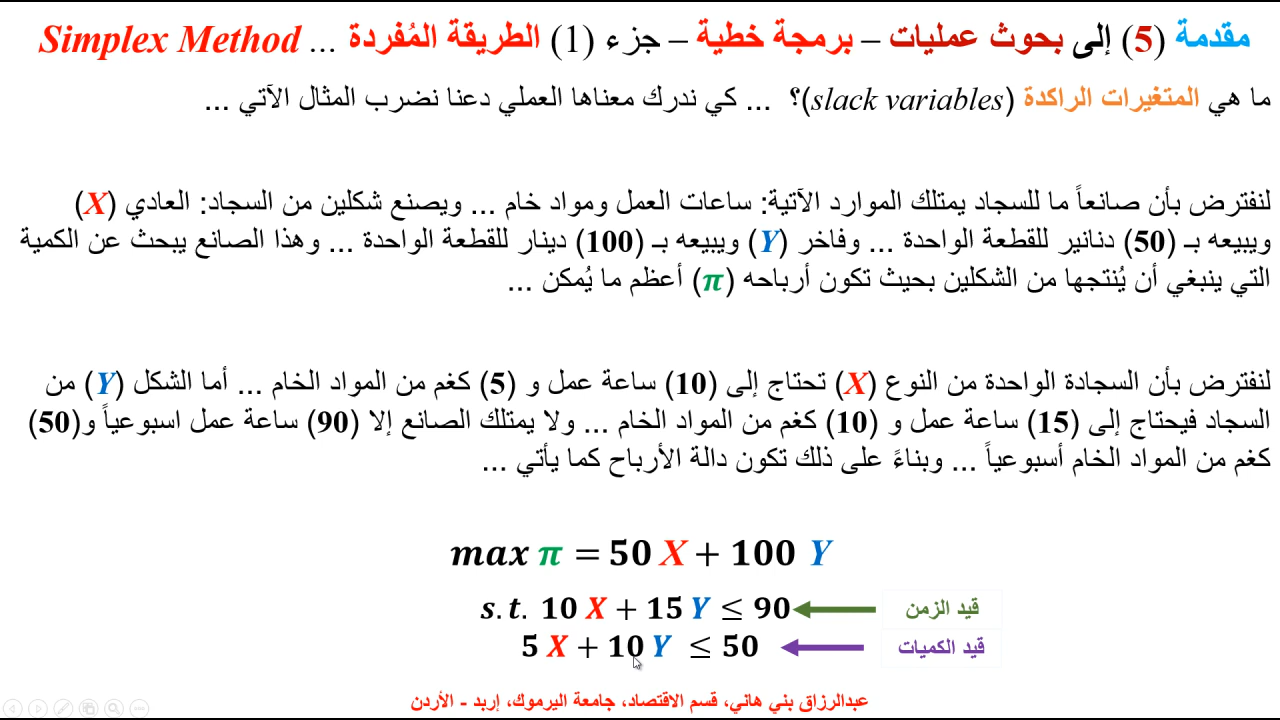 مقدمة (5) إلى بحوث عمليات – برمجة خطية – جزء (1) الطريقة المُفردة ... Simplex Method
ما هي المتغيرات الراكدة (slack variables)؟ ... كي ندرك معناها العملي دعنا نضرب المثال الآتي ...
لنفترض بأن صانعاً ما للسجاد يمتلك الموارد الآتية: ساعات العمل ومواد خام ... ويصنع شكلين من السجاد: العادي (X)
ويبيعه بـ (50) دنانير للقطعة الواحدة ... وفاخر (Y) ويبيعه بـ (100) دينار للقطعة الواحدة ... وهذا الصانع يبحث عن الكمية
التي ينبغي أن يُنتجها من الشكلين بحيث تكون أرباحه (π) أعظم ما يُمكن ...
لنفترض بأن السجادة الواحدة من النوع (X) تحتاج إلى (10) ساعة عمل و (5) كغم من المواد الخام ... أما الشكل (Y) من
السجاد فيحتاج إلى (15) ساعة عمل و (10) كغم من المواد الخام ... ولا يمتلك الصانع إلا (90) ساعة عمل اسبوعياً و(50)
كغم من المواد الخام أسبوعياً ... وبناءً على ذلك تكون دالة الأرباح كما يأتي ...
max π = 50 X + 100 Y
s.t. 10 X + 15 Y ≤ 90 قيد الزمن
5 X + 10 Y ≤ 50 قيد الكميات
عبدالرزاق بني هاني، قسم الاقتصاد، جامعة اليرموك، إربد - الأردن